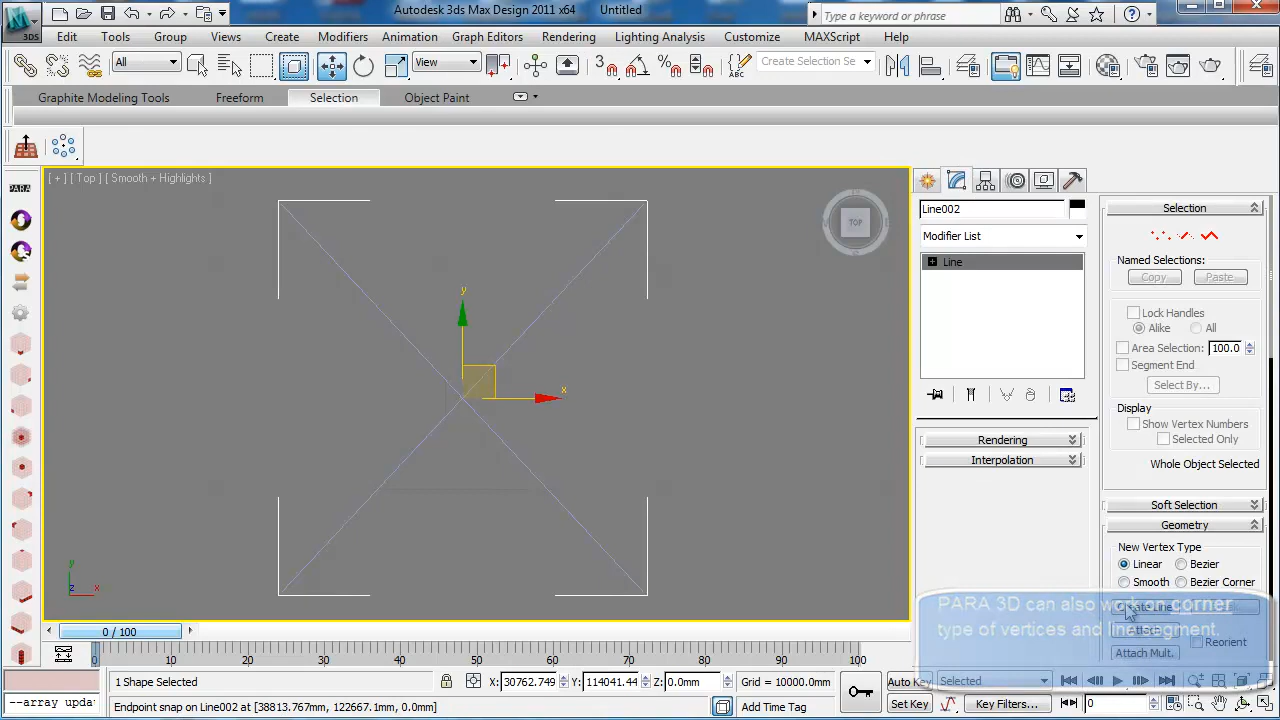 3DS
Autodesk 3ds Max Design 2011 x64 Untitled
Type a keyword or phrase
Edit Tools Group Views Create Modifiers Animation Graph Editors Rendering Lighting Analysis Customize MAXScript Help
All View Create Selection Se
Graphite Modeling Tools Freeform Selection Object Paint
[ + ] [ Top ] [ Smooth + Highlights ]
PARA
TOP
y
x
y
z x
Line002
Modifier List
Line
Rendering
Interpolation
Selection
Named Selections:
Copy Paste
Lock Handles
Alike All
Area Selection: 100.0
Segment End
Select By...
Display
Show Vertex Numbers
Selected Only
Whole Object Selected
Soft Selection
Geometry
New Vertex Type
Linear Bezier
Smooth Bezier Corner
Create Line
Attach
Reorient
Attach Mult.
PARA 3D can also work on corner
type of vertices and line segment.
0 / 100
0 10 20 30 40 50 60 70 80 90 100
1 Shape Selected X: 30762.749 Y: 114041.44 Z: 0.0mm Grid = 10000.0mm Auto Key Selected
--array upda Endpoint snap on Line002 at [38813.767mm, 122667.1mm, 0.0mm] Add Time Tag Set Key Key Filters... 0